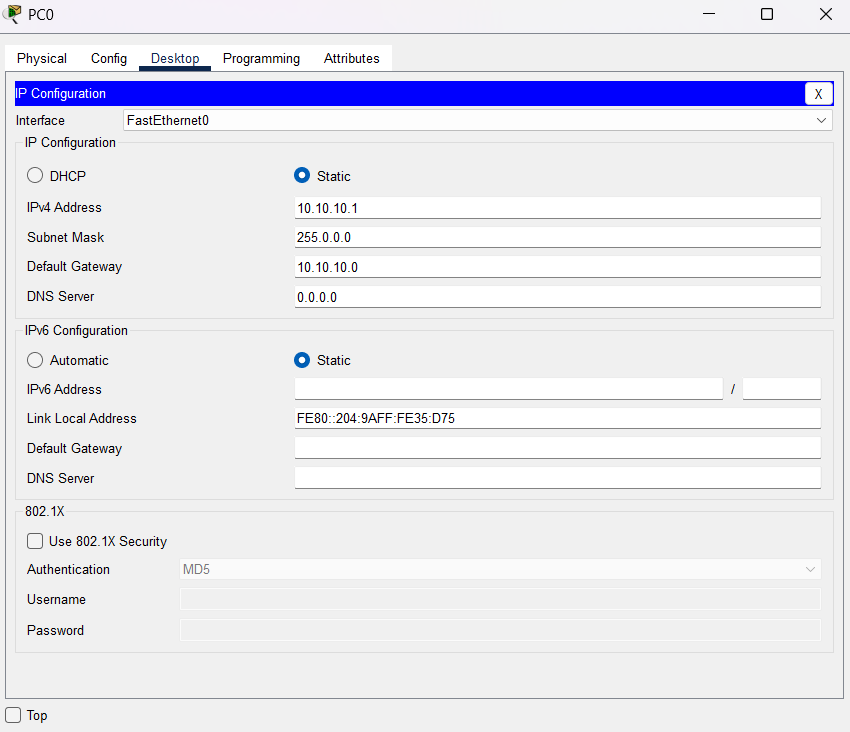 PC0
Physical Config Desktop Programming Attributes
IP Configuration X
Interface FastEthernet0
IP Configuration
DHCP Static
IPv4 Address 10.10.10.1
Subnet Mask 255.0.0.0
Default Gateway 10.10.10.0
DNS Server 0.0.0.0
IPv6 Configuration
Automatic Static
IPv6 Address /
Link Local Address FE80::204:9AFF:FE35:D75
Default Gateway
DNS Server
802.1X
Use 802.1X Security
Authentication MD5
Username
Password
Top